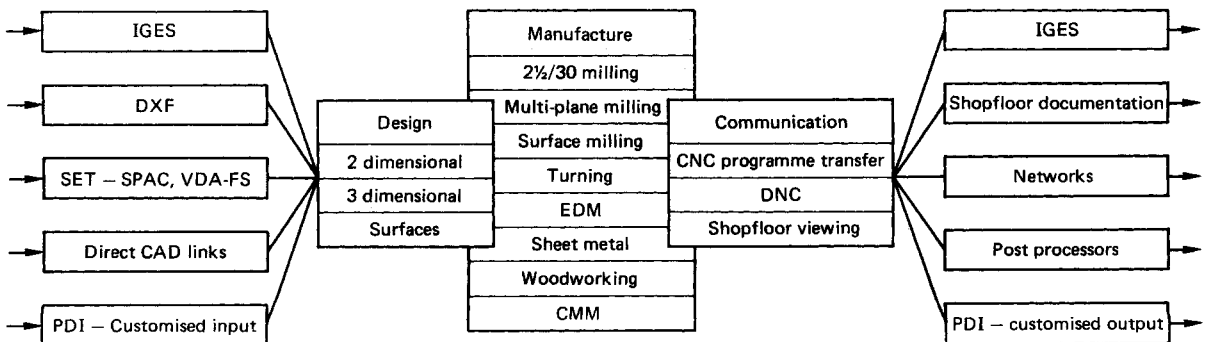 IGES
DXF
SET – SPAC, VDA-FS
Direct CAD links
PDI – Customised input
Design
2 dimensional
3 dimensional
Surfaces
Manufacture
2½/30 milling
Multi-plane milling
Surface milling
Turning
EDM
Sheet metal
Woodworking
CMM
Communication
CNC programme transfer
DNC
Shopfloor viewing
IGES
Shopfloor documentation
Networks
Post processors
PDI – customised output